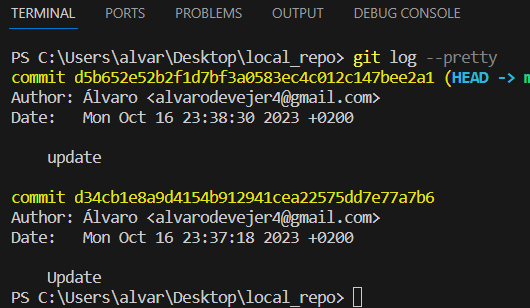 TERMINAL PORTS PROBLEMS OUTPUT DEBUG CONSOLE
PS C:\Users\alvar\Desktop\local_repo> git log --pretty
commit d5b652e52b2f1d7bf3a0583ec4c012c147bee2a1 (HEAD -> m
Author: Álvaro <alvarodevejer4@gmail.com>
Date:   Mon Oct 16 23:38:30 2023 +0200
update
commit d34cb1e8a9d4154b912941cea22575dd7e77a7b6
Author: Álvaro <alvarodevejer4@gmail.com>
Date:   Mon Oct 16 23:37:18 2023 +0200
Update
PS C:\Users\alvar\Desktop\local_repo>